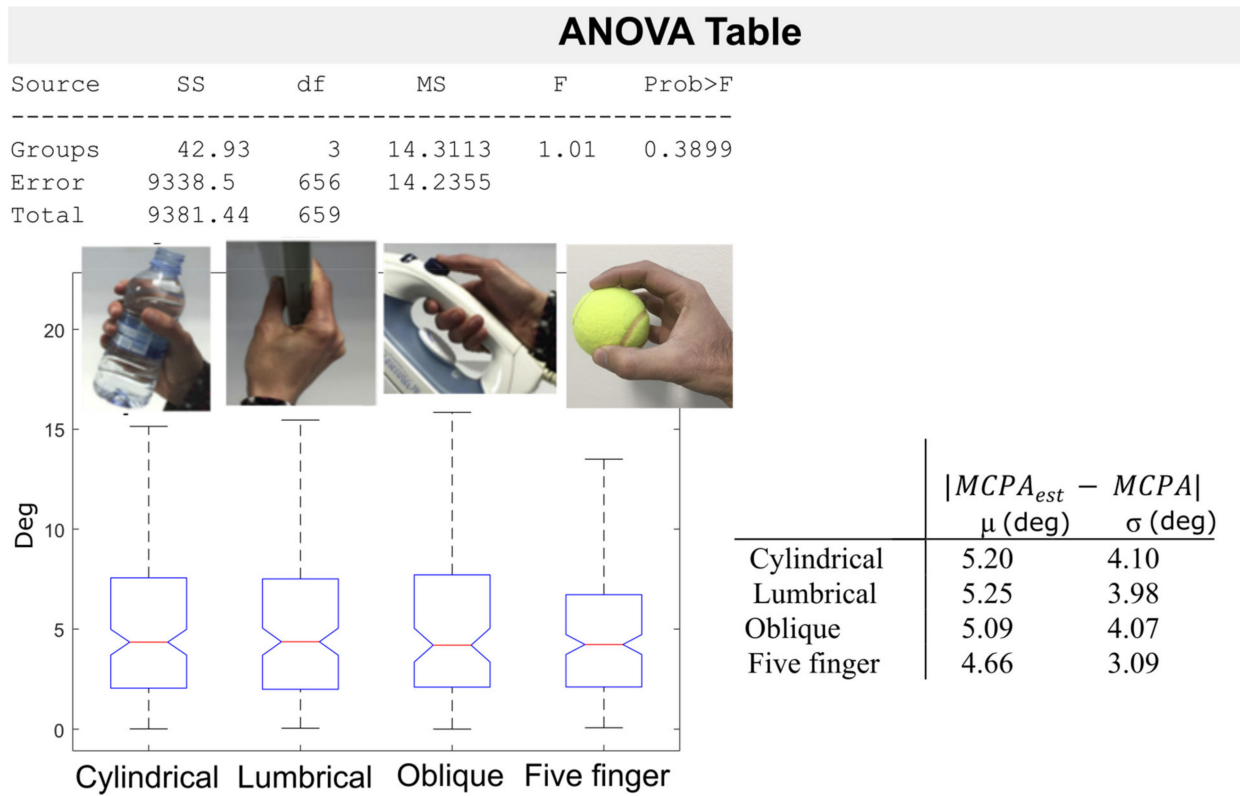 ANOVA Table
Source SS df MS F Prob>F
Groups 42.93 3 14.3113 1.01 0.3899
Error 9338.5 656 14.2355
Total 9381.44 659
20
15
10
5
0
Deg
Cylindrical Lumbrical Oblique Five finger
|MCPAest − MCPA|
μ (deg) σ (deg)
Cylindrical 5.20 4.10
Lumbrical 5.25 3.98
Oblique 5.09 4.07
Five finger 4.66 3.09